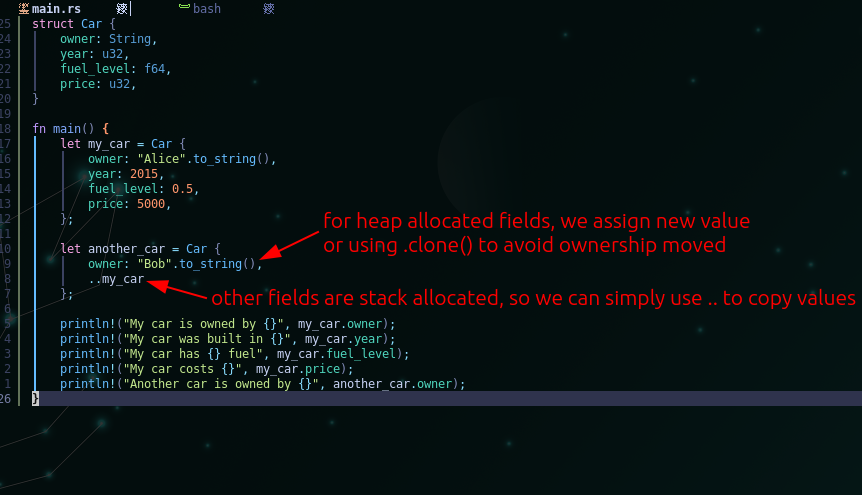 main.rs bash
25 struct Car {
24 owner: String,
23 year: u32,
22 fuel_level: f64,
21 price: u32,
20 }
19
18 fn main() {
17 let my_car = Car {
16 owner: "Alice".to_string(),
15 year: 2015,
14 fuel_level: 0.5,
13 price: 5000,
12 };
11
for heap allocated fields, we assign new value
or using .clone() to avoid ownership moved
10 let another_car = Car {
9 owner: "Bob".to_string(),
8 ..my_car
other fields are stack allocated, so we can simply use .. to copy values
7 };
6
5 println!("My car is owned by {}", my_car.owner);
4 println!("My car was built in {}", my_car.year);
3 println!("My car has {} fuel", my_car.fuel_level);
2 println!("My car costs {}", my_car.price);
1 println!("Another car is owned by {}", another_car.owner);
26 }